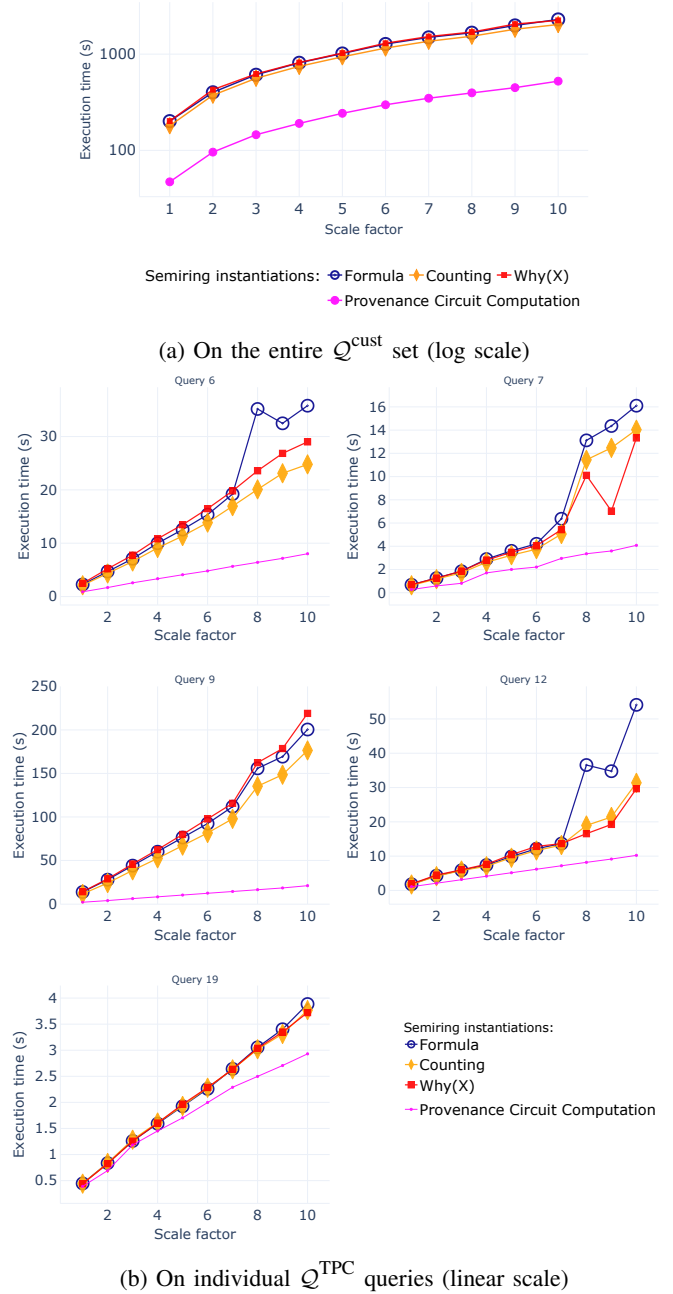 1000
100
Execution time (s)
1 2 3 4 5 6 7 8 9 10
Scale factor
Semiring instantiations: Formula Counting Why(X)
Provenance Circuit Computation
(a) On the entire 𝒬^cust set (log scale)
Query 6
30
20
10
0
Execution time (s)
2 4 6 8 10
Scale factor
Query 7
16
14
12
10
8
6
4
2
0
Execution time (s)
2 4 6 8 10
Scale factor
Query 9
250
200
150
100
50
0
Execution time (s)
2 4 6 8 10
Scale factor
Query 12
50
40
30
20
10
0
Execution time (s)
2 4 6 8 10
Scale factor
Query 19
4
3.5
3
2.5
2
1.5
1
0.5
Execution time (s)
2 4 6 8 10
Scale factor
Semiring instantiations:
Formula
Counting
Why(X)
Provenance Circuit Computation
(b) On individual 𝒬^TPC queries (linear scale)